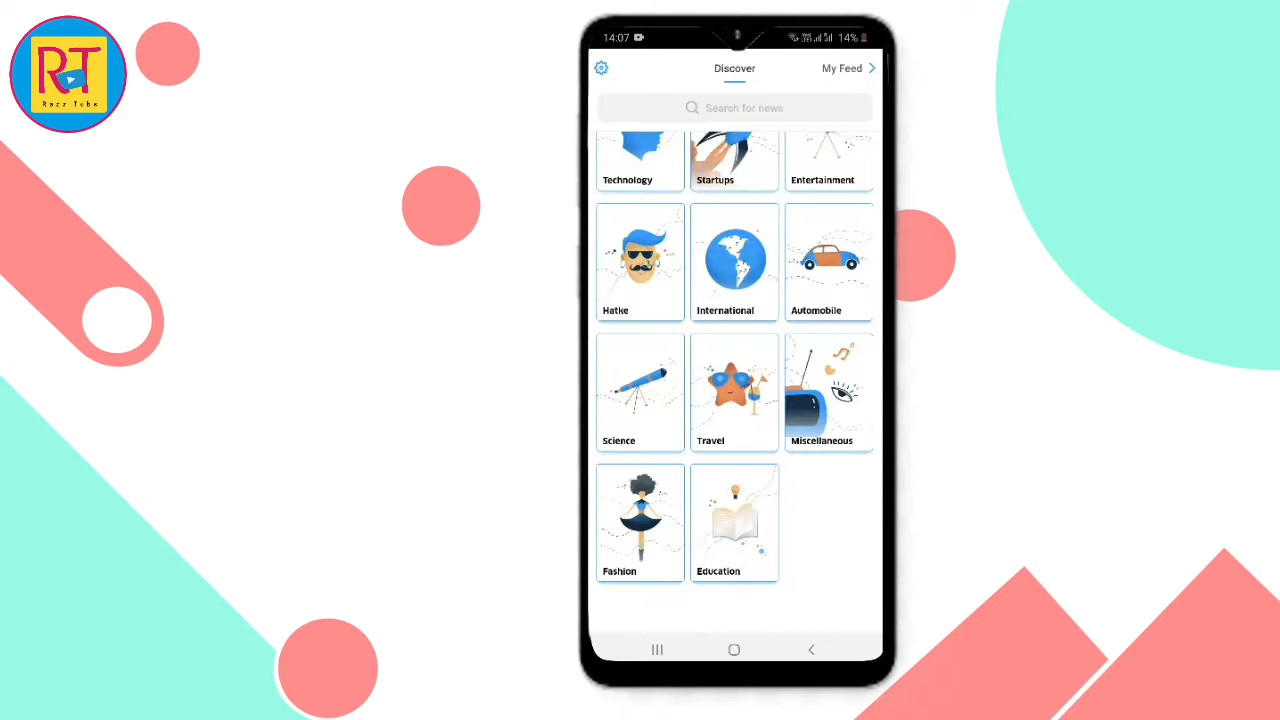 RT
Razz Tube
14:07
14%
Discover
My Feed
Search for news
Technology
Startups
Entertainment
Hatke
International
Automobile
Science
Travel
Miscellaneous
Fashion
Education